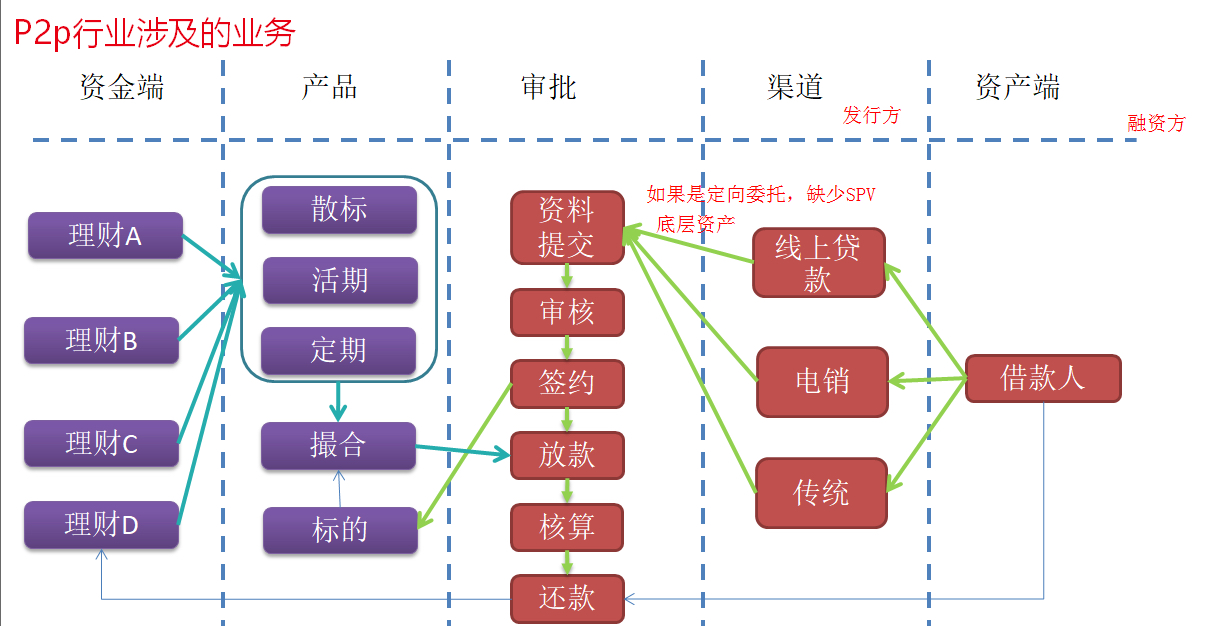 P2p行业涉及的业务
资金端
产品
审批
渠道
资产端
发行方
融资方
如果是定向委托，缺少SPV
底层资产
理财A
理财B
理财C
理财D
散标
活期
定期
撮合
标的
资料
提交
审核
签约
放款
核算
还款
线上贷
款
电销
传统
借款人